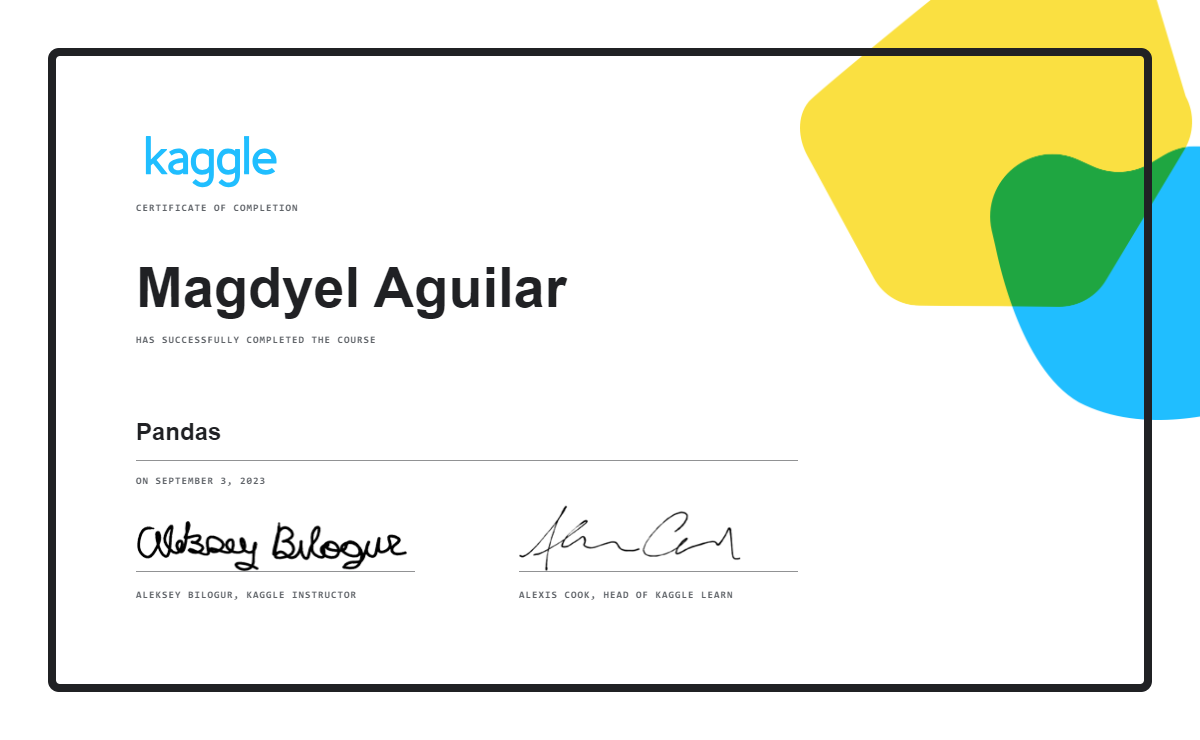 kaggle
CERTIFICATE OF COMPLETION
Magdyel Aguilar
HAS SUCCESSFULLY COMPLETED THE COURSE
Pandas
ON SEPTEMBER 3, 2023
Aleksey Bilogur
ALEKSEY BILOGUR, KAGGLE INSTRUCTOR
ALEXIS COOK, HEAD OF KAGGLE LEARN